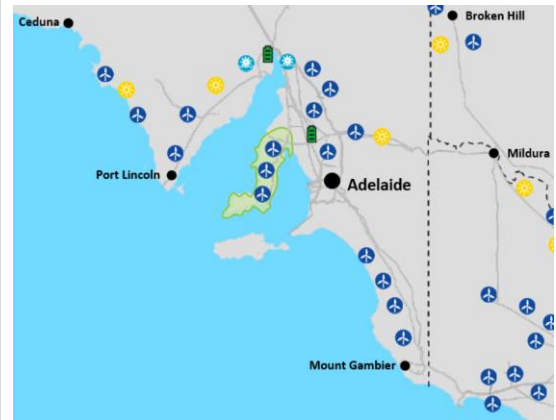 Ceduna
Broken Hill
Mildura
Port Lincoln
Adelaide
Mount Gambier